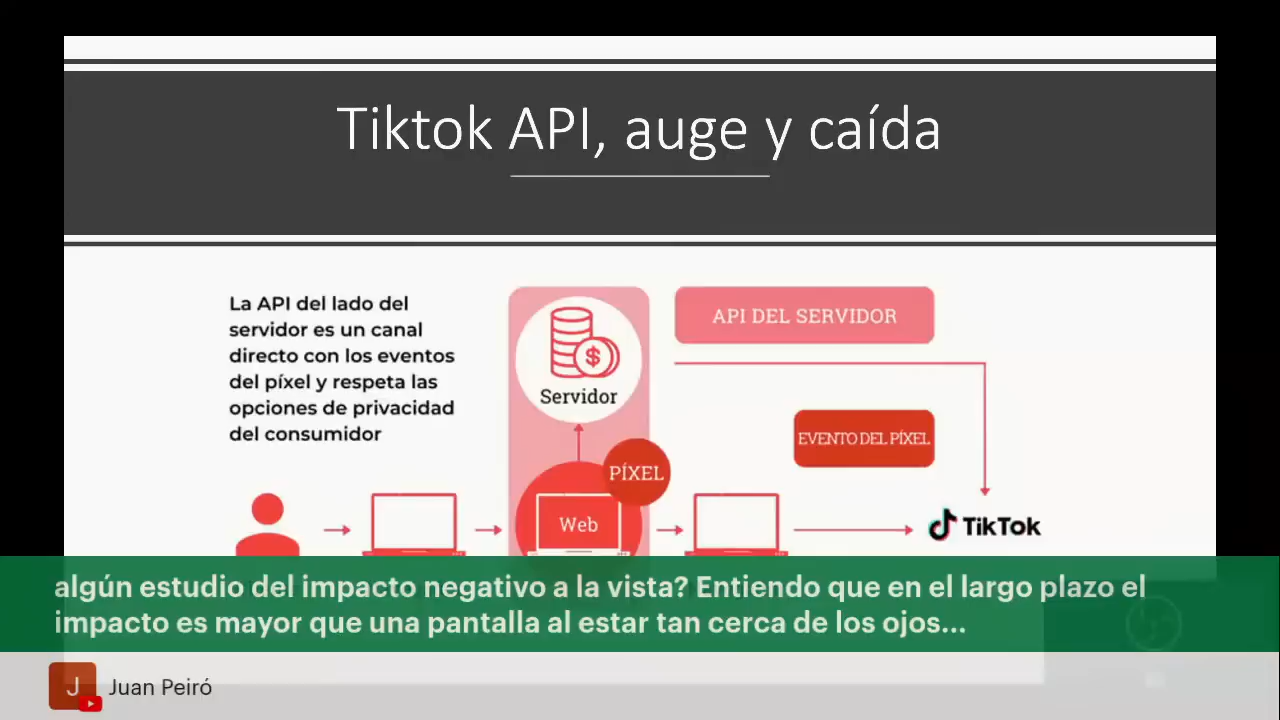 Tiktok API, auge y caída
La API del lado del
servidor es un canal
directo con los eventos
del píxel y respeta las
opciones de privacidad
del consumidor
Servidor
API DEL SERVIDOR
EVENTO DEL PÍXEL
PÍXEL
Web
TikTok
algún estudio del impacto negativo a la vista? Entiendo que en el largo plazo el
impacto es mayor que una pantalla al estar tan cerca de los ojos...
J
Juan Peiró